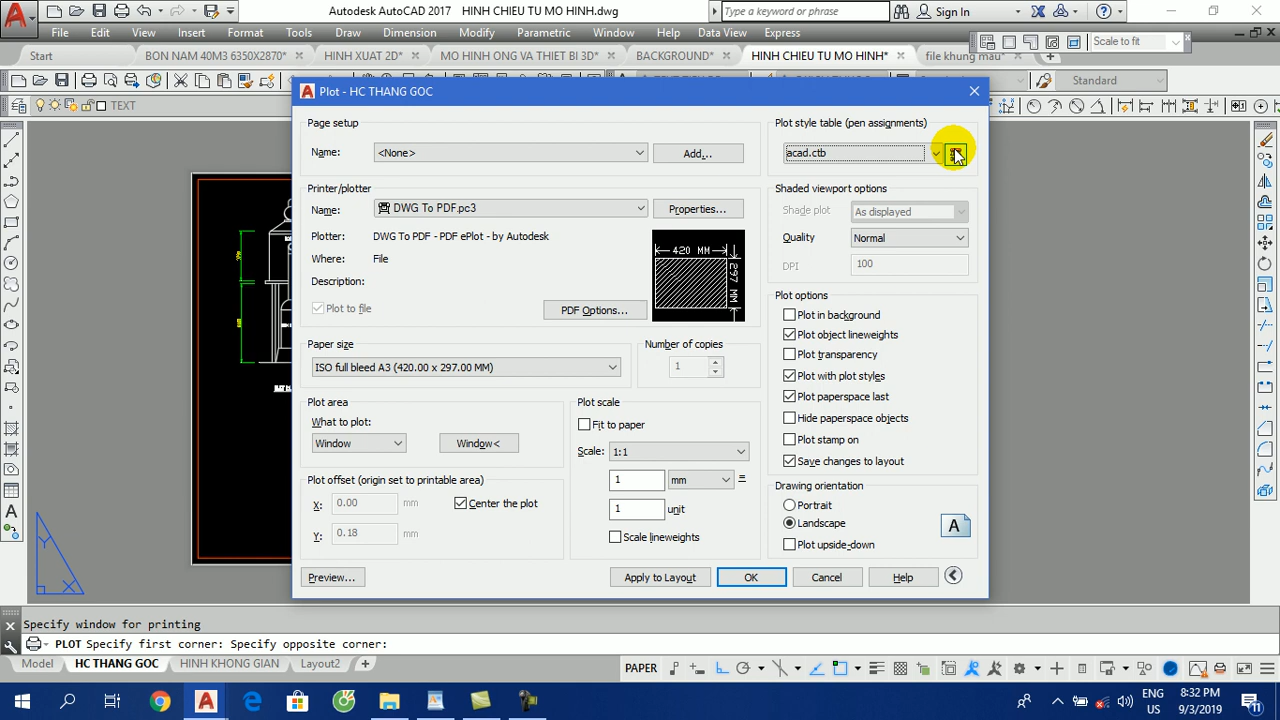 Autodesk AutoCAD 2017 HINH CHIEU TU MO HINH.dwg
Type a keyword or phrase
Sign In
File Edit View Insert Format Tools Draw Dimension Modify Parametric Window Help Data View Express
Scale to fit
Start
BON NAM 40M3 6350X2870*
HINH XUAT 2D*
MO HINH ONG VA THIET BI 3D*
BACKGROUND*
HINH CHIEU TU MO HINH*
file khung mau*
Standard
TEXT
Plot - HC THANG GOC
Page setup
Name: <None> Add...
Plot style table (pen assignments)
acad.ctb
Printer/plotter
Name: DWG To PDF.pc3 Properties...
Plotter: DWG To PDF - PDF ePlot - by Autodesk
Where: File
Description:
Plot to file
PDF Options...
420 MM
297 MM
Shaded viewport options
Shade plot As displayed
Quality Normal
DPI 100
Paper size
ISO full bleed A3 (420.00 x 297.00 MM)
Number of copies
1
Plot options
Plot in background
Plot object lineweights
Plot transparency
Plot with plot styles
Plot paperspace last
Hide paperspace objects
Plot stamp on
Save changes to layout
Plot area
What to plot:
Window Window<
Plot scale
Fit to paper
Scale: 1:1
1 mm =
1 unit
Scale lineweights
Plot offset (origin set to printable area)
X: 0.00 mm Center the plot
Y: 0.18 mm
Drawing orientation
Portrait
Landscape
Plot upside-down
A
Preview... Apply to Layout OK Cancel Help
Y
X
Specify window for printing
PLOT Specify first corner: Specify opposite corner:
Model HC THANG GOC HINH KHONG GIAN Layout2 +
PAPER
ENG
US
8:32 PM
9/3/2019
11